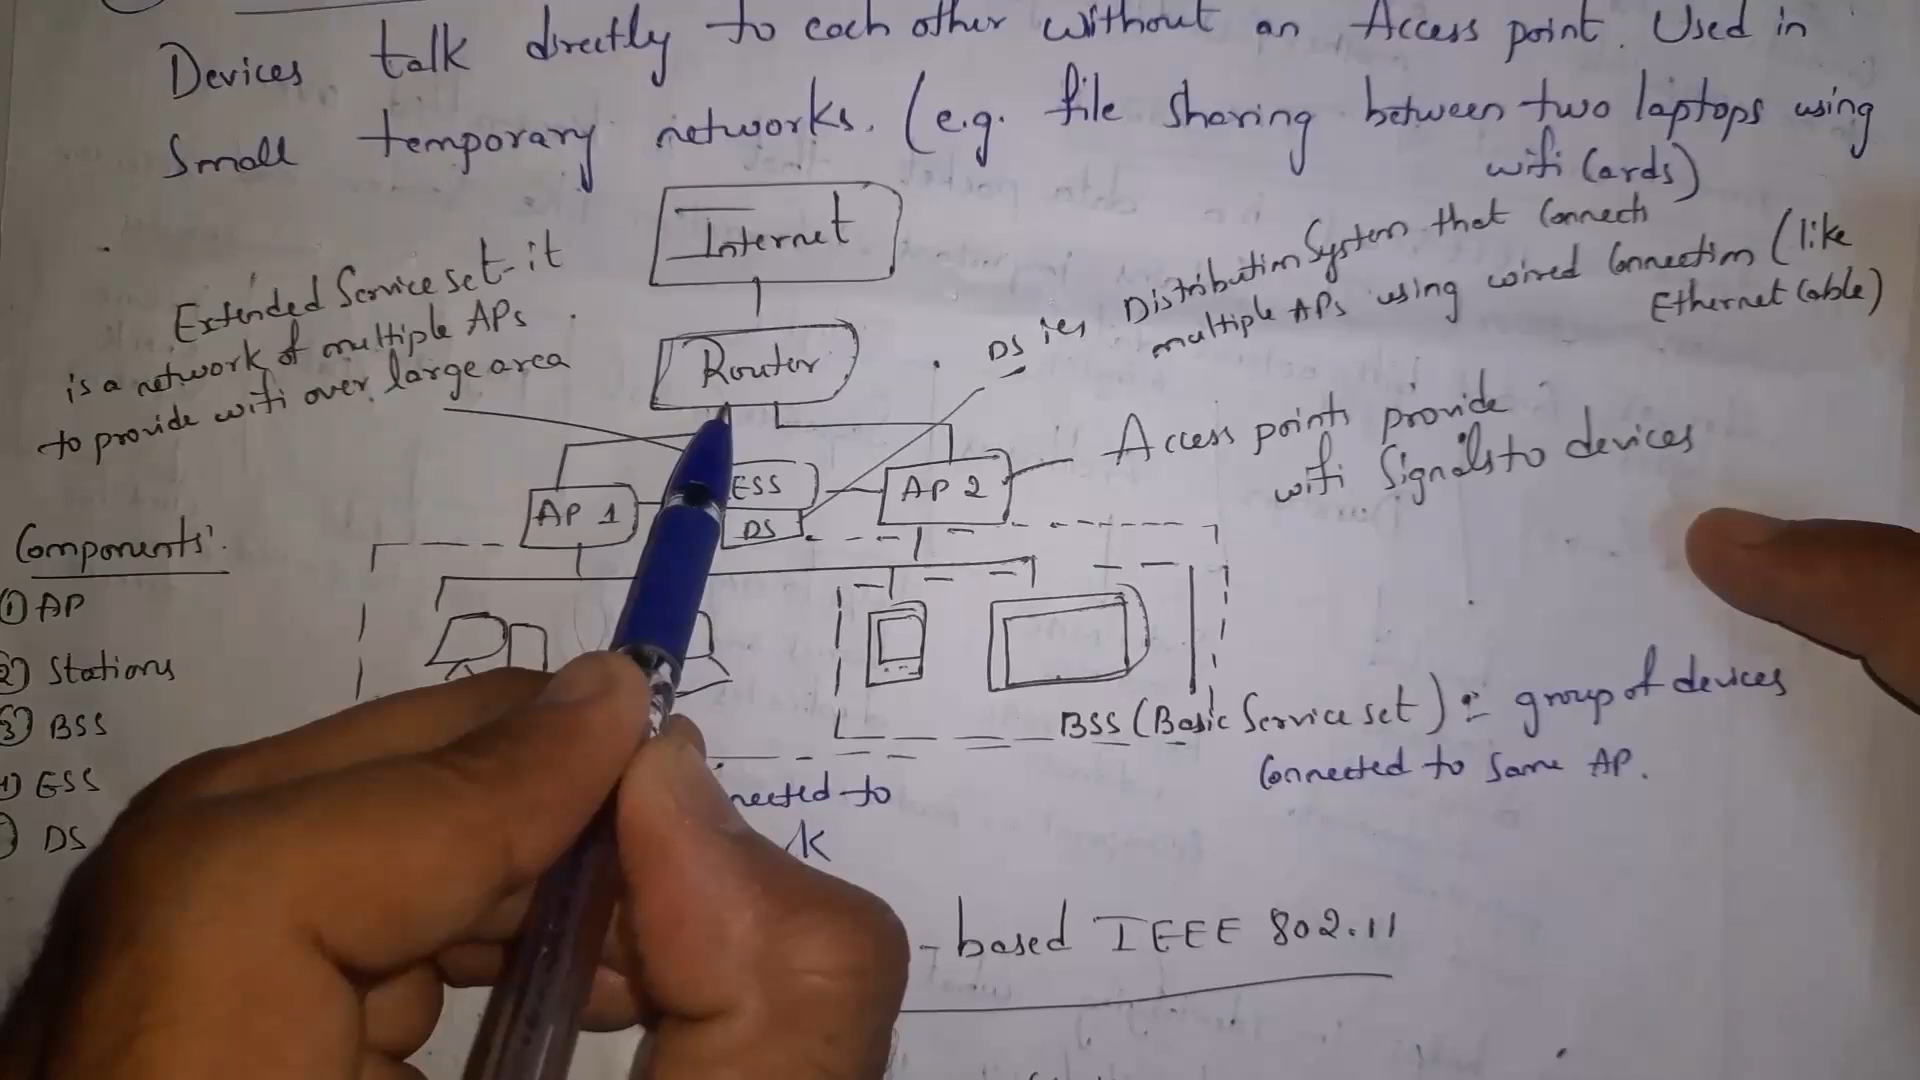 Devices talk directly to each other without an Access point. Used in
Small temporary networks. (e.g. file sharing between two laptops using
wifi Cards)
Internet
Extended Service set - it
is a network of multiple APs
to provide wifi over large area
DS ies Distribution System that Connects
multiple APs using wired Connection (like
Ethernet Cable)
Router
Access points provide
wifi Signals to devices
AP 1
ESS
DS
AP 2
Components:
① AP
② Stations
③ BSS
④ ESS
DS
BSS (Basic Service set) := group of devices
Connected to Same AP.
nected to
k
- based IEEE 802.11